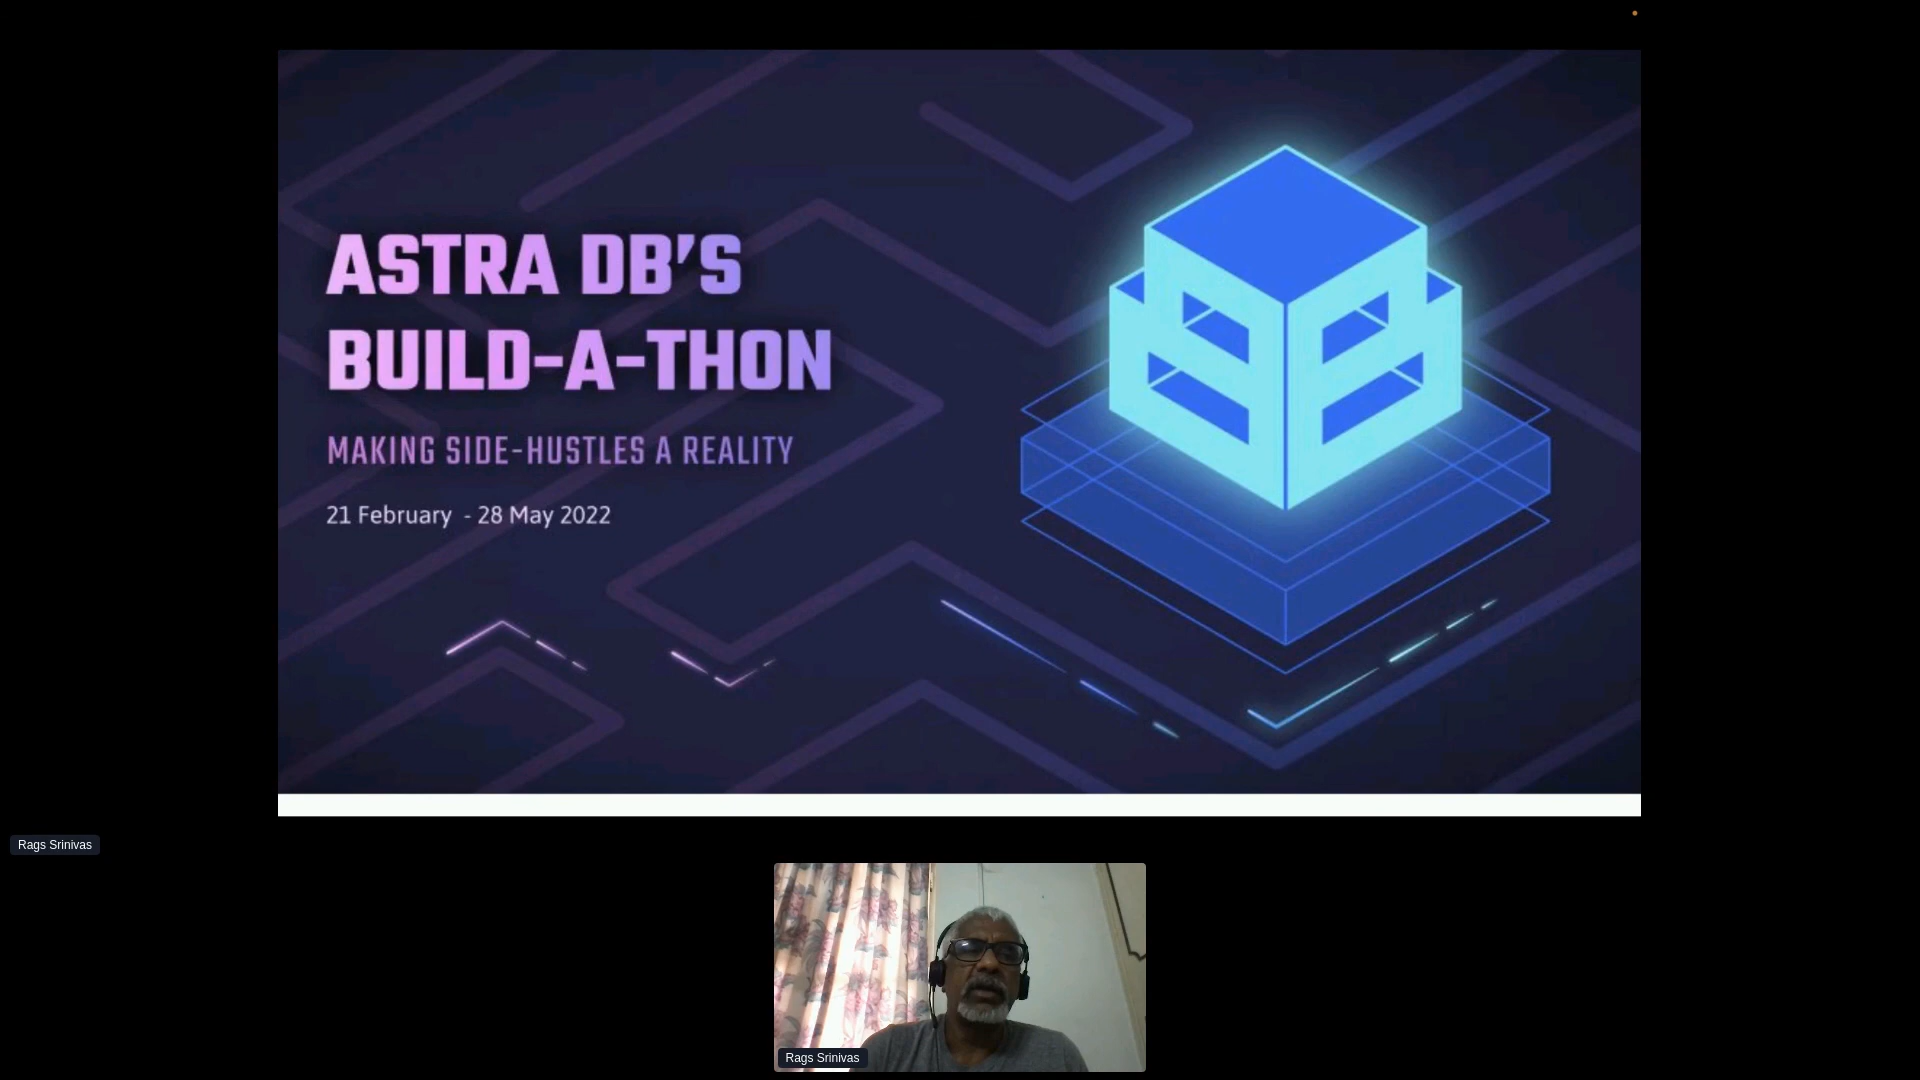 ASTRA DB’S
BUILD-A-THON
MAKING SIDE-HUSTLES A REALITY
21 February - 28 May 2022
Rags Srinivas
Rags Srinivas